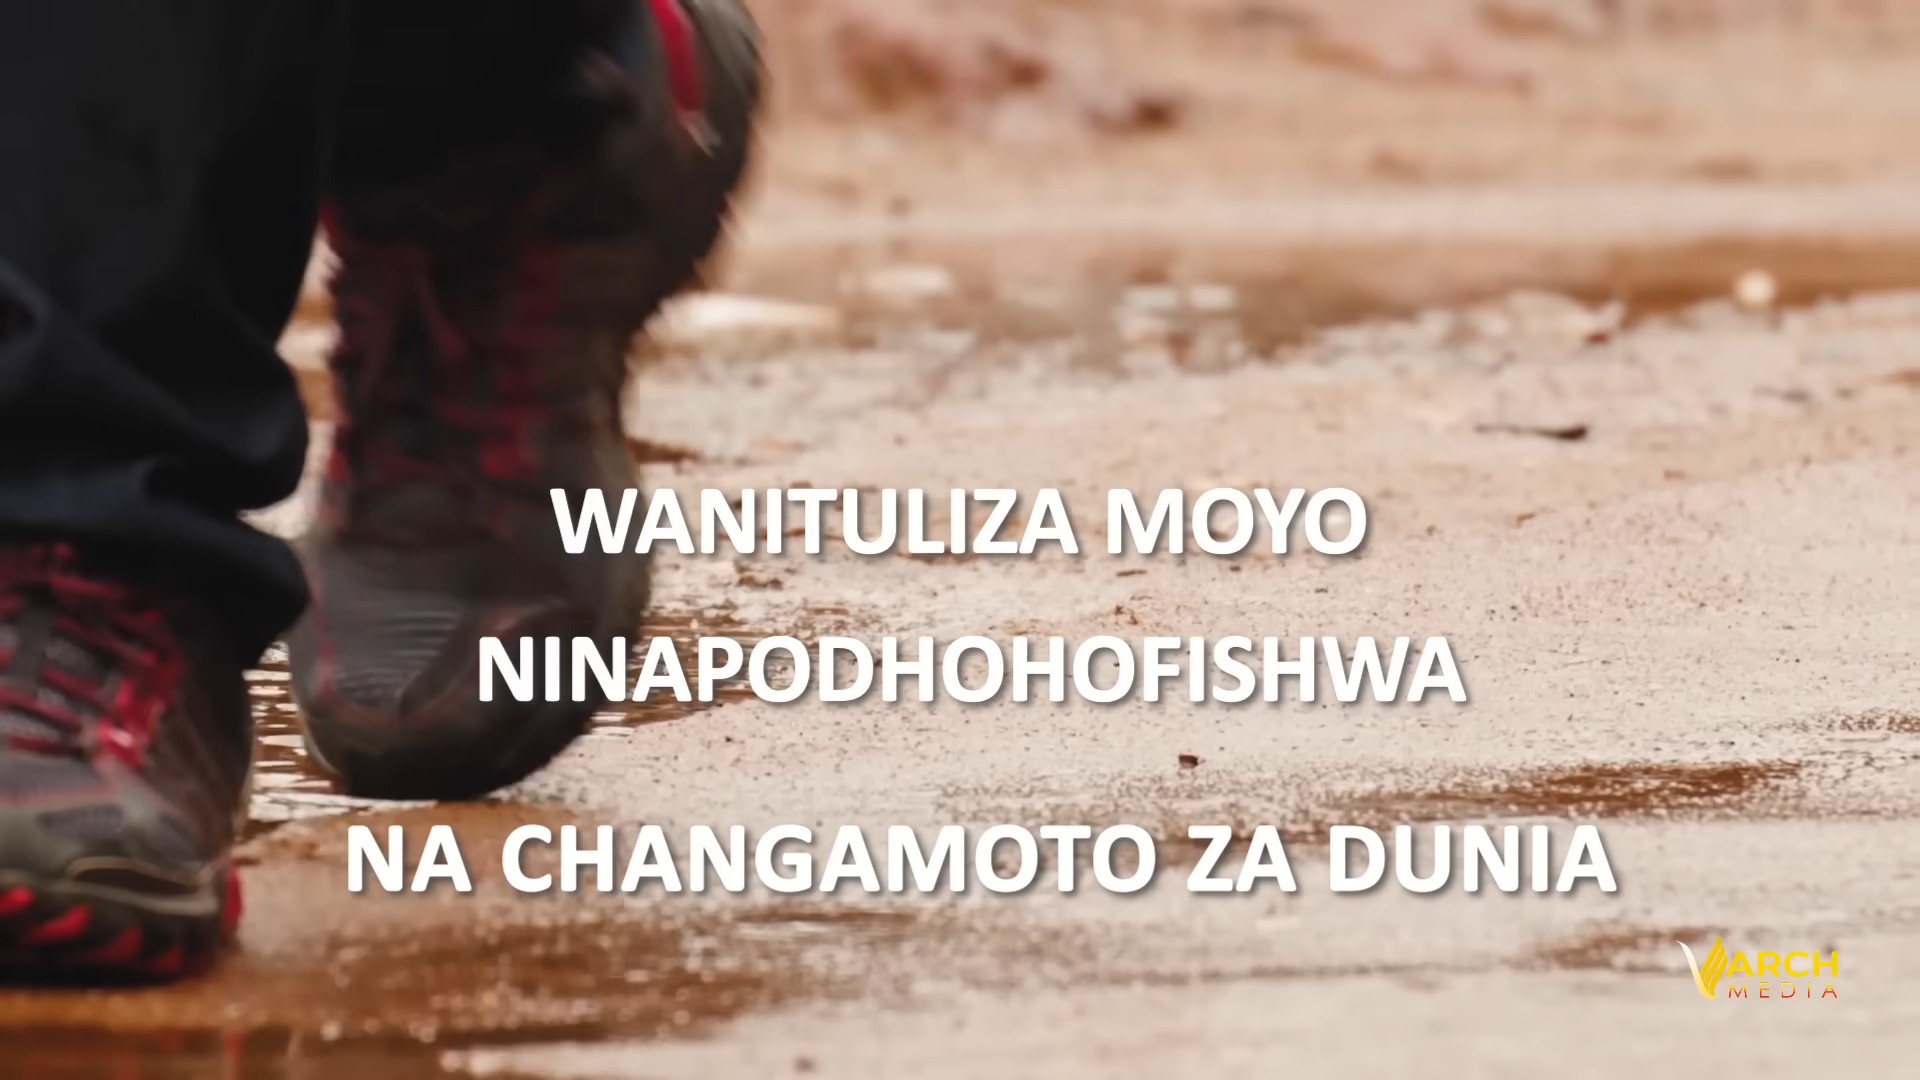 WANITULIZA MOYO
NINAPODHOHOFISHWA
NA CHANGAMOTO ZA DUNIA
ARCH
MEDIA